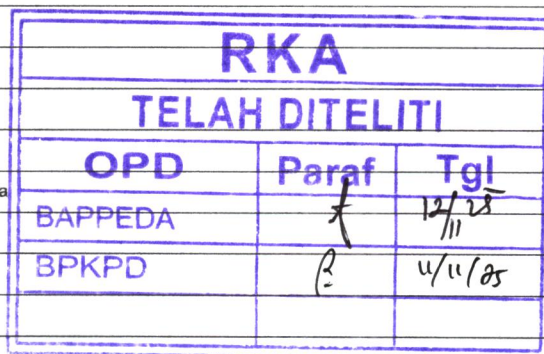 RKA
TELAH DITELITI
OPD Paraf Tgl
a
BAPPEDA 12/11 25
BPKPD 11/11/25